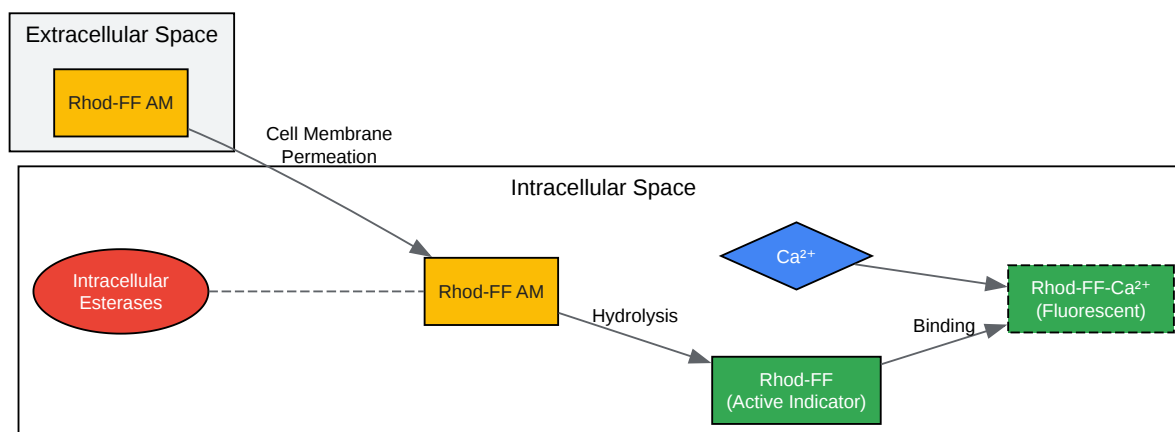 Extracellular Space
Rhod-FF AM
Cell Membrane
Permeation
Intracellular Space
Intracellular
Esterases
Rhod-FF AM
Hydrolysis
Ca²⁺
Rhod-FF
(Active Indicator)
Binding
Rhod-FF-Ca²⁺
(Fluorescent)